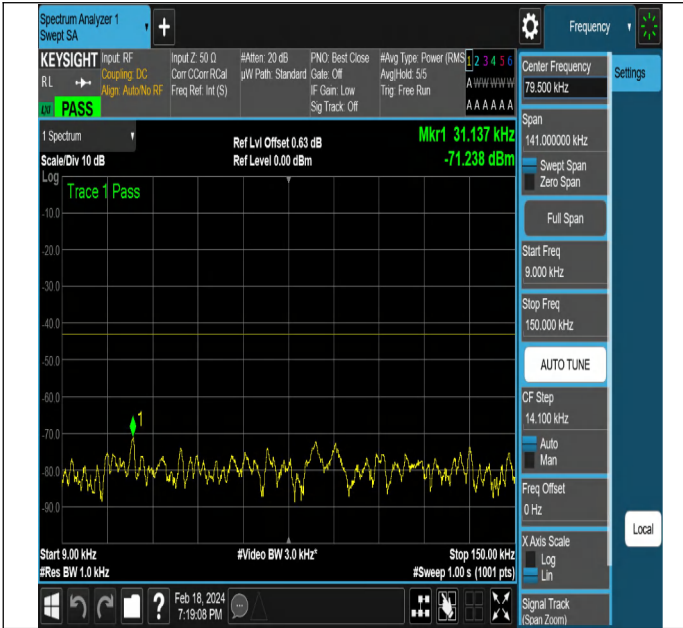 Spectrum Analyzer 1
Swept SA
+
Frequency
KEYSIGHT
RL
LXI
PASS
Input: RF
Coupling: DC
Align: Auto/No RF
Input Z: 50 Ω
Corr CCorr RCal
Freq Ref: Int (S)
#Atten: 20 dB
µW Path: Standard
PNO: Best Close
Gate: Off
IF Gain: Low
Sig Track: Off
#Avg Type: Power (RMS
Avg|Hold: 5/5
Trig: Free Run
1 2 3 4 5 6
A W W W W W
A A A A A A
1 Spectrum
Scale/Div 10 dB
Log
Ref Lvl Offset 0.63 dB
Ref Level 0.00 dBm
Mkr1 31.137 kHz
-71.238 dBm
Trace 1 Pass
-10.0
-20.0
-30.0
-40.0
-50.0
-60.0
-70.0
-80.0
-90.0
1
Start 9.00 kHz
#Res BW 1.0 kHz
#Video BW 3.0 kHz*
Stop 150.00 kHz
#Sweep 1.00 s (1001 pts)
?
Feb 18, 2024
7:19:08 PM
Center Frequency
79.500 kHz
Span
141.000000 kHz
Swept Span
Zero Span
Full Span
Start Freq
9.000 kHz
Stop Freq
150.000 kHz
AUTO TUNE
CF Step
14.100 kHz
Auto
Man
Freq Offset
0 Hz
X Axis Scale
Log
Lin
Signal Track
(Span Zoom)
Settings
Local